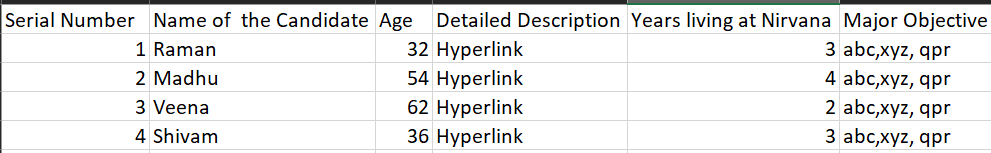 Serial Number Name of  the Candidate Age Detailed Description Years living at Nirvana Major Objective
1 Raman 32 Hyperlink 3 abc,xyz, qpr
2 Madhu 54 Hyperlink 4 abc,xyz, qpr
3 Veena 62 Hyperlink 2 abc,xyz, qpr
4 Shivam 36 Hyperlink 3 abc,xyz, qpr